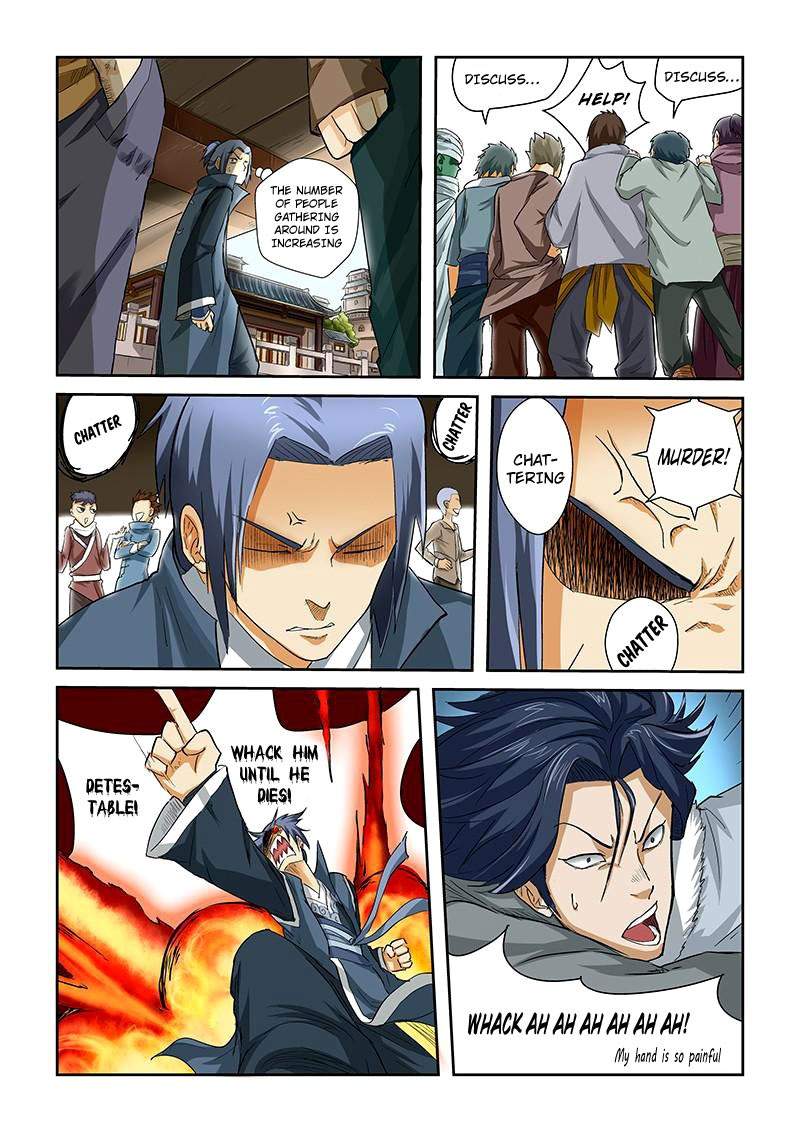 THE NUMBER
OF PEOPLE
GATHERING
AROUND IS
INCREASING
DISCUSS...
HELP!
DISCUSS...
CHATTER
CHATTER
CHAT-
TERING
MURDER!
CHATTER
DETES-
TABLE!
WHACK HIM
UNTIL HE
DIES!
WHACK AH AH AH AH AH AH!
My hand is so painful